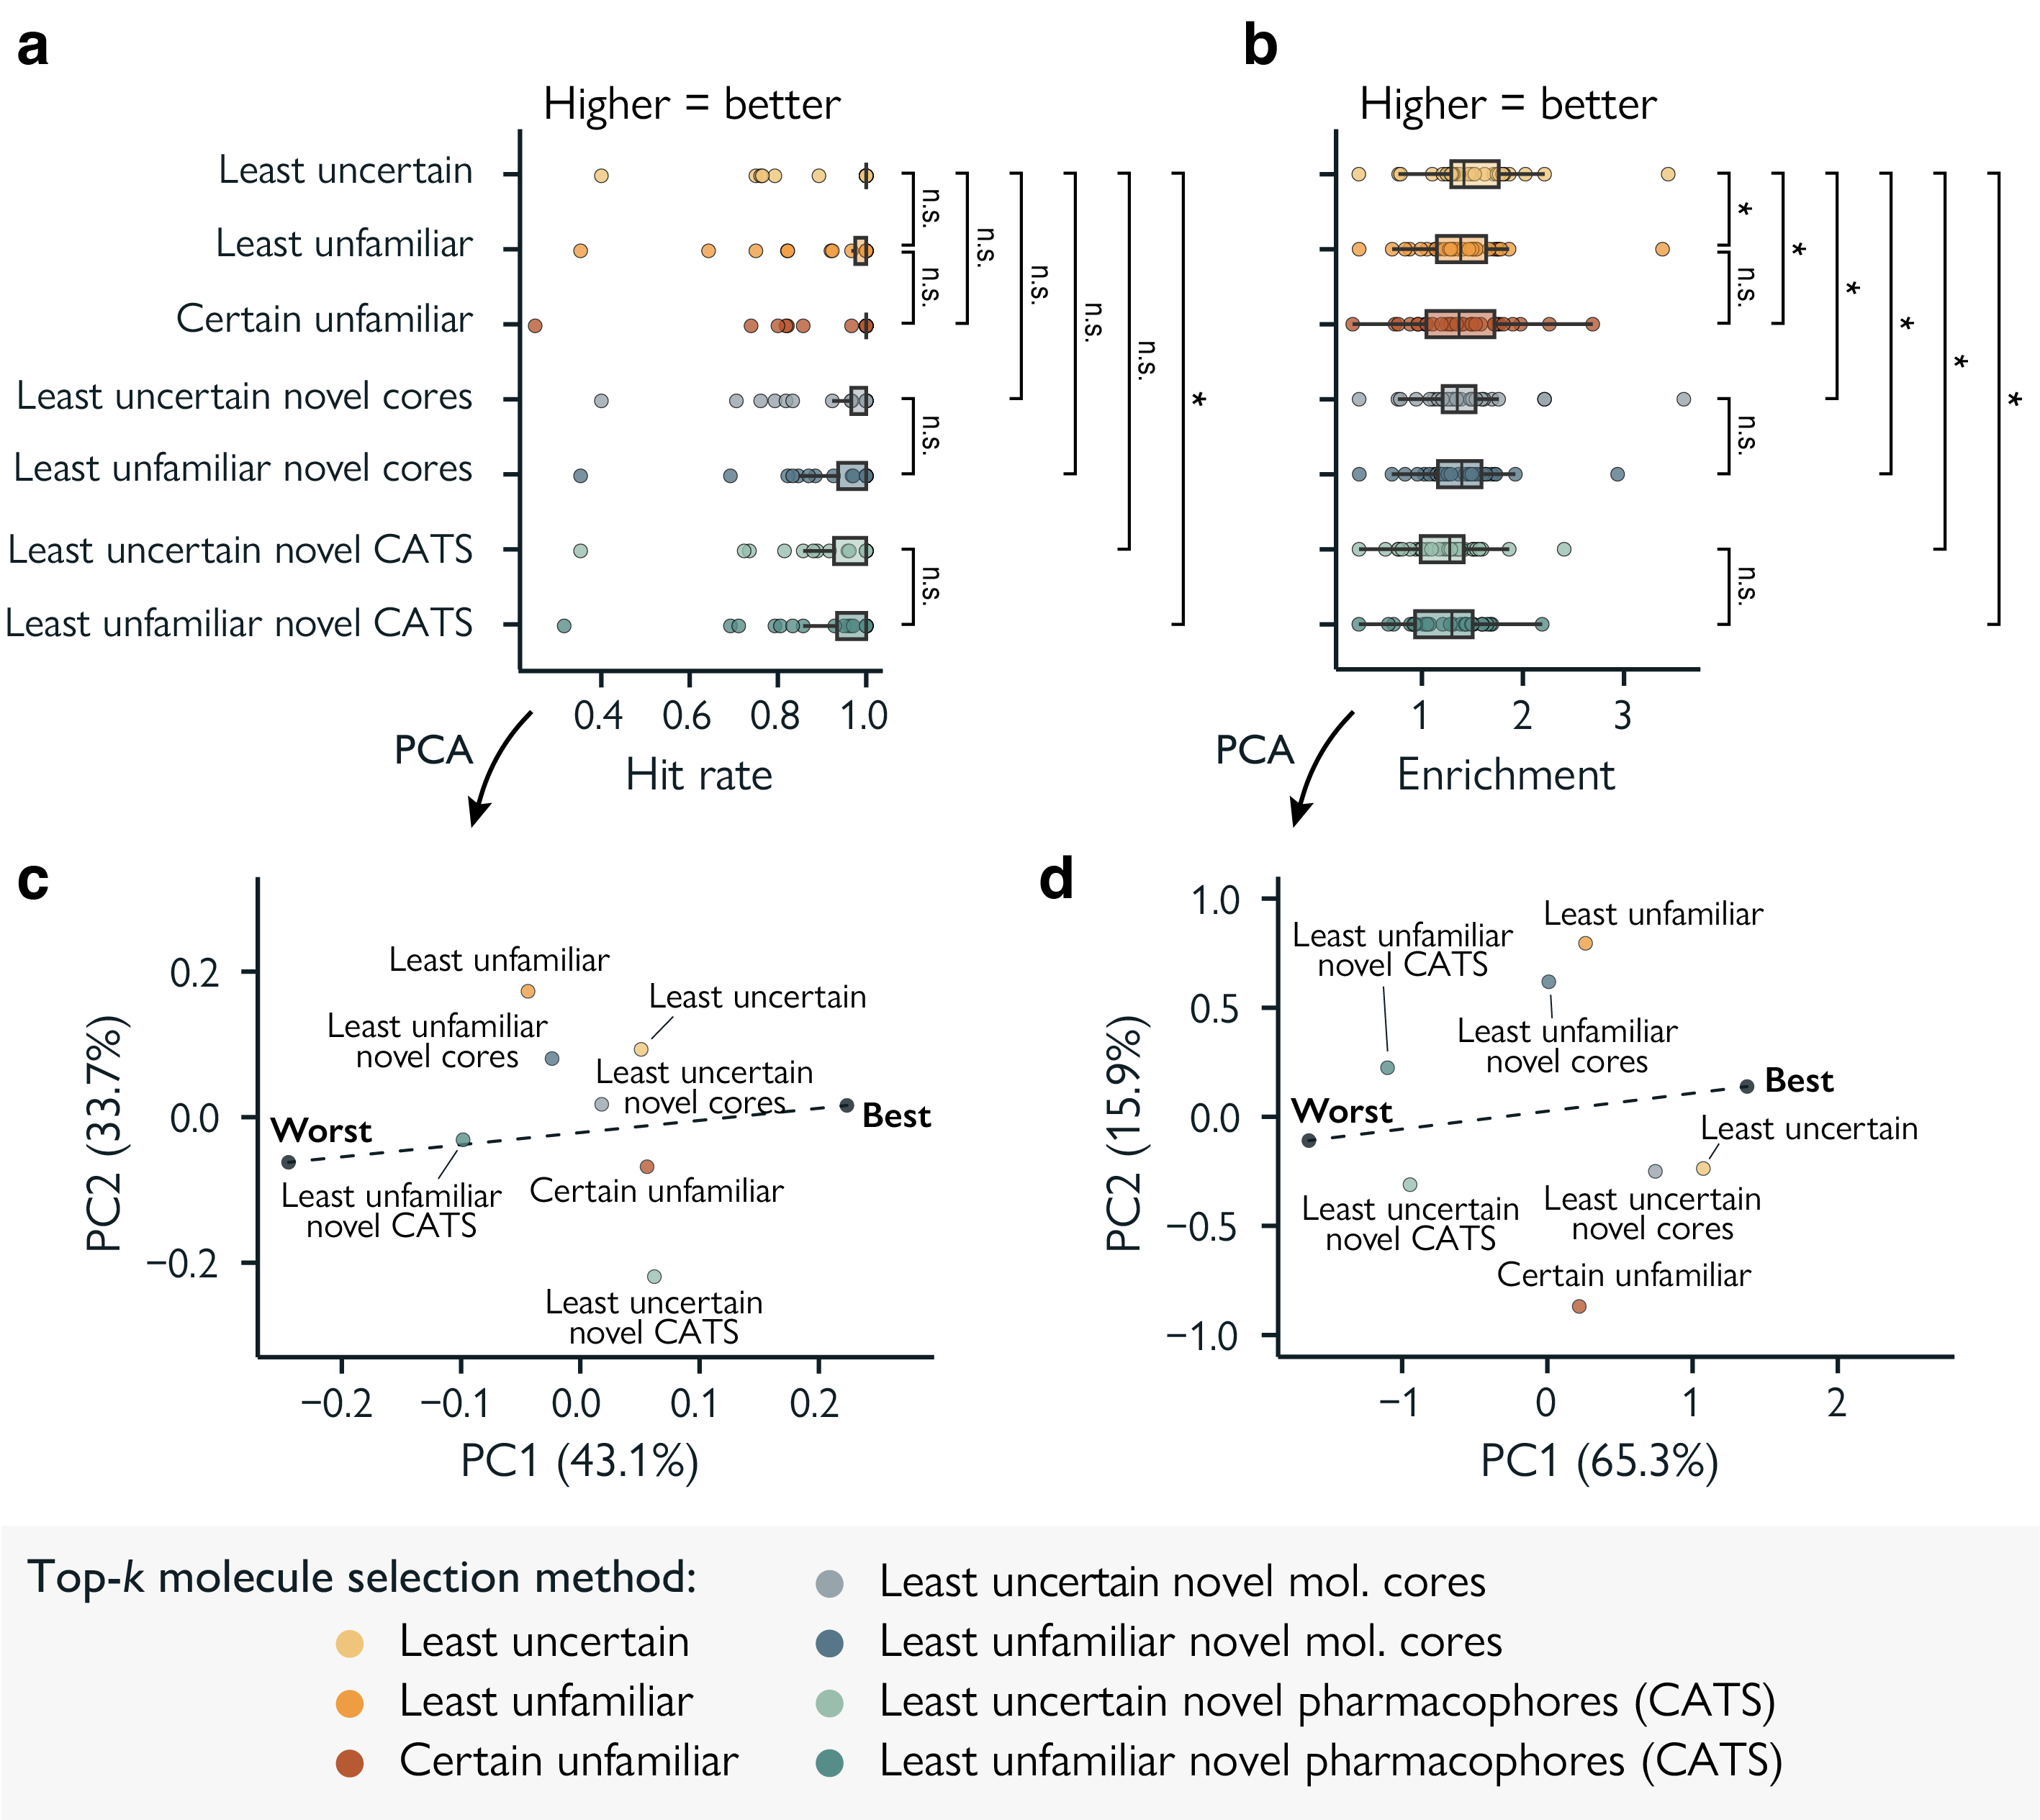 a
Higher = better
Least uncertain
Least unfamiliar
Certain unfamiliar
Least uncertain novel cores
Least unfamiliar novel cores
Least uncertain novel CATS
Least unfamiliar novel CATS
n.s.
n.s.
n.s.
n.s.
n.s.
n.s.
n.s.
n.s.
*
0.4 0.6 0.8 1.0
Hit rate
PCA
b
Higher = better
*
n.s.
*
*
n.s.
*
*
n.s.
*
1 2 3
Enrichment
PCA
c
PC2 (33.7%)
0.2
0.0
−0.2
Least unfamiliar
Least uncertain
Least unfamiliar
novel cores
Least uncertain
novel cores
Worst
Best
Least unfamiliar
novel CATS
Certain unfamiliar
Least uncertain
novel CATS
−0.2 −0.1 0.0 0.1 0.2
PC1 (43.1%)
d
PC2 (15.9%)
1.0
0.5
0.0
−0.5
−1.0
Least unfamiliar
Least unfamiliar
novel CATS
Least unfamiliar
novel cores
Best
Worst
Least uncertain
Least uncertain
novel CATS
Least uncertain
novel cores
Certain unfamiliar
−1 0 1 2
PC1 (65.3%)
Top-k molecule selection method:
Least uncertain
Least unfamiliar
Certain unfamiliar
Least uncertain novel mol. cores
Least unfamiliar novel mol. cores
Least uncertain novel pharmacophores (CATS)
Least unfamiliar novel pharmacophores (CATS)